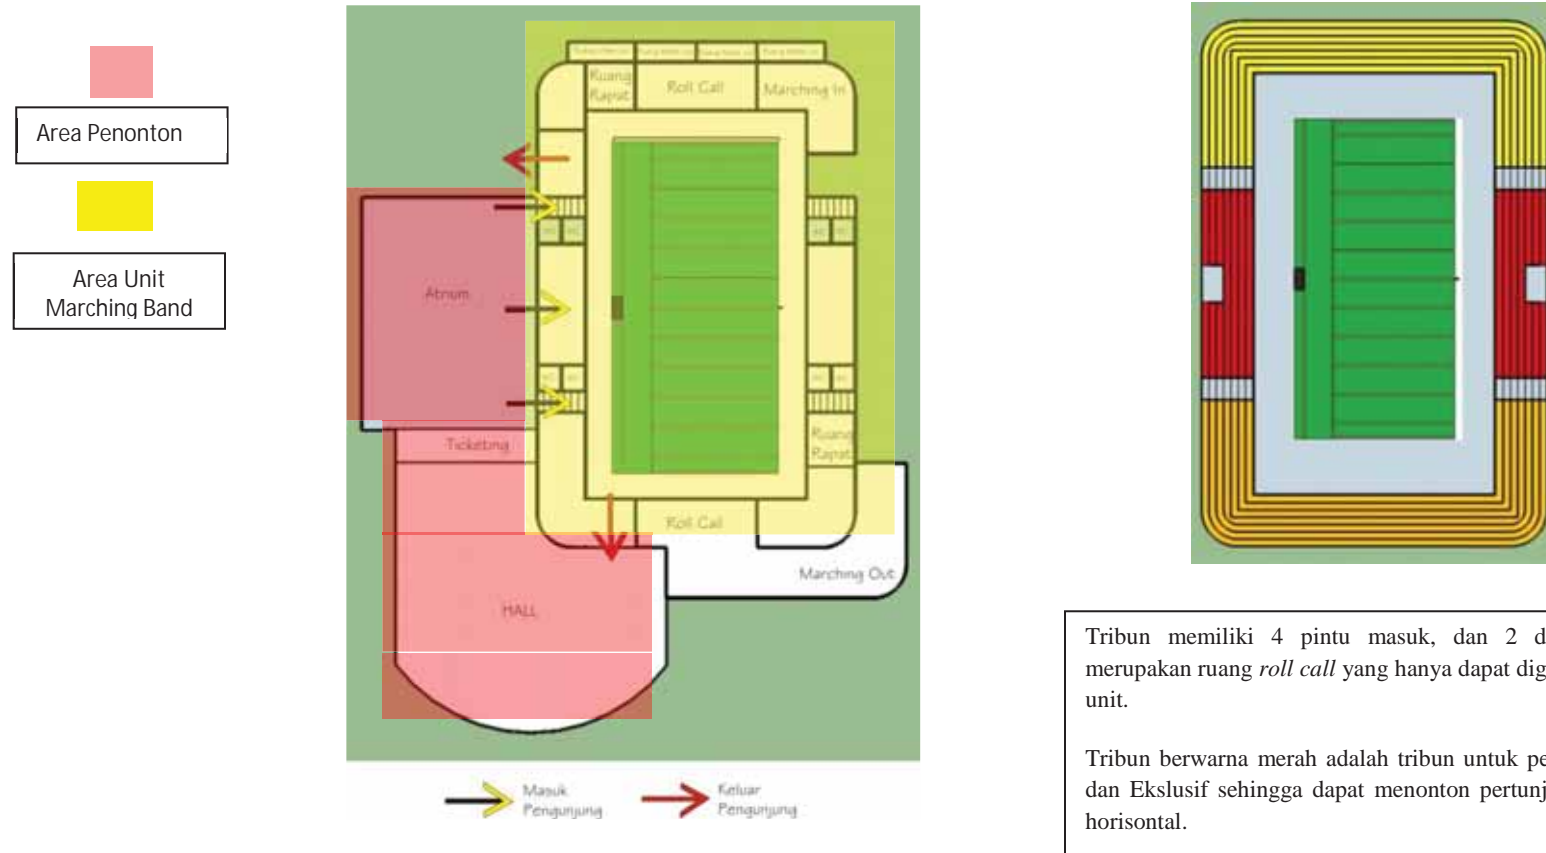 Area Penonton
Area Unit
Marching Band
Ruang
Rapat
Roll Call
Marching In
Atrium
Ticketing
Ruang
Rapat
Roll Call
Marching Out
HALL
Masuk
Pengunjung
Keluar
Pengunjung
Tribun memiliki 4 pintu masuk, dan 2 d
merupakan ruang roll call yang hanya dapat dig
unit.
Tribun berwarna merah adalah tribun untuk pe
dan Ekslusif sehingga dapat menonton pertunj
horisontal.